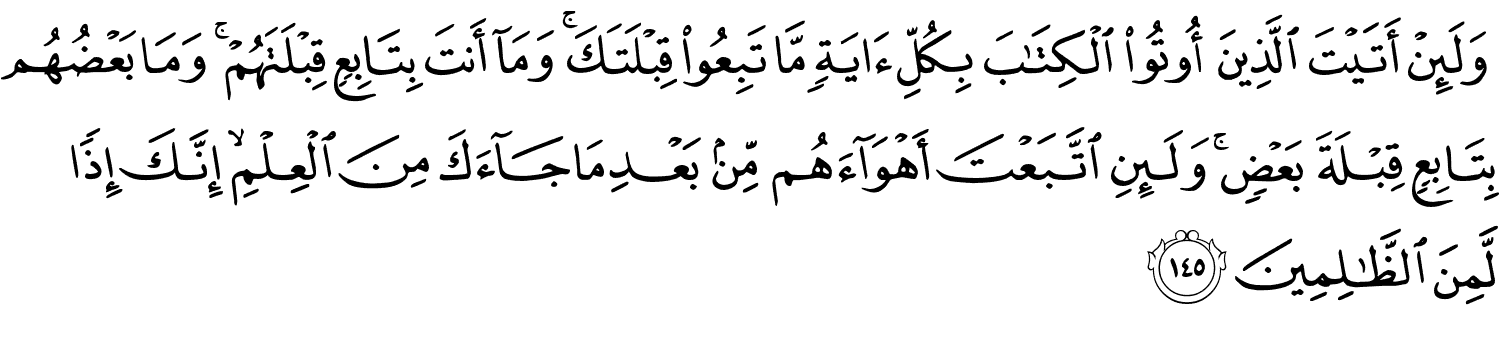 وَلَئِنْ أَتَيْتَ ٱلَّذِينَ أُوتُوا۟ ٱلْكِتَـٰبَ بِكُلِّ ءَايَةٍۢ مَّا تَبِعُوا۟ قِبْلَتَكَ ۚ وَمَآ أَنتَ بِتَابِعٍۢ قِبْلَتَهُمْ ۚ وَمَا بَعْضُهُم
بِتَابِعٍۢ قِبْلَةَ بَعْضٍۢ ۚ وَلَئِنِ ٱتَّبَعْتَ أَهْوَآءَهُم مِّنۢ بَعْدِ مَا جَآءَكَ مِنَ ٱلْعِلْمِ ۙ إِنَّكَ إِذًۭا
لَّمِنَ ٱلظَّـٰلِمِينَ ١٤٥